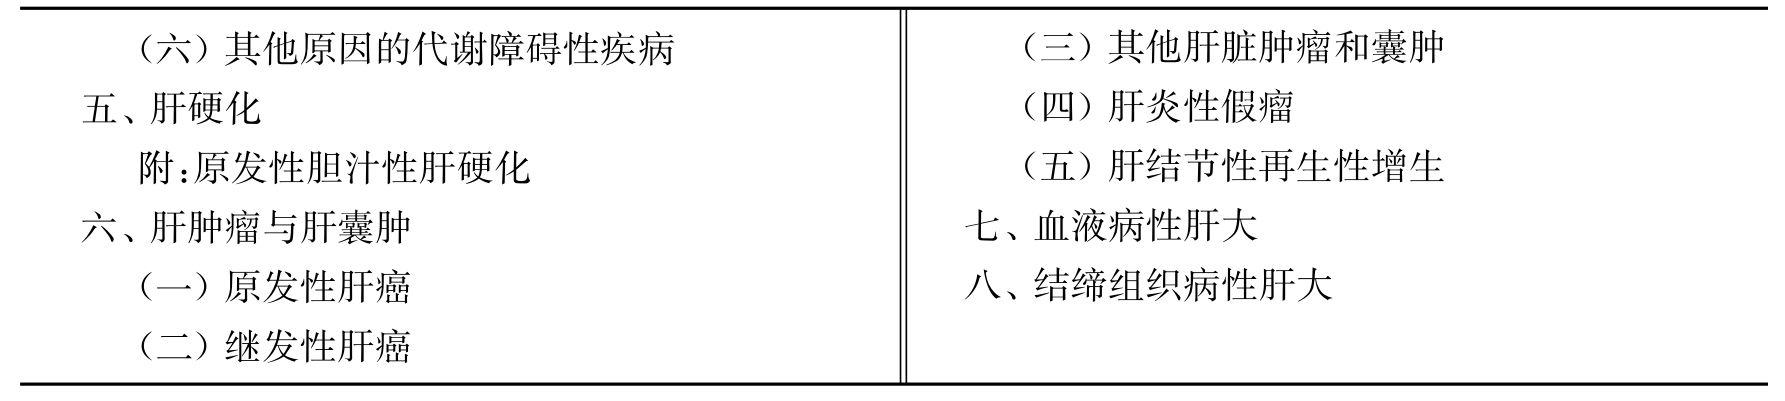 （六）其他原因的代谢障碍性疾病
五、肝硬化
附：原发性胆汁性肝硬化
六、肝肿瘤与肝囊肿
（一）原发性肝癌
（二）继发性肝癌
（三）其他肝脏肿瘤和囊肿
（四）肝炎性假瘤
（五）肝结节性再生性增生
七、血液病性肝大
八、结缔组织病性肝大